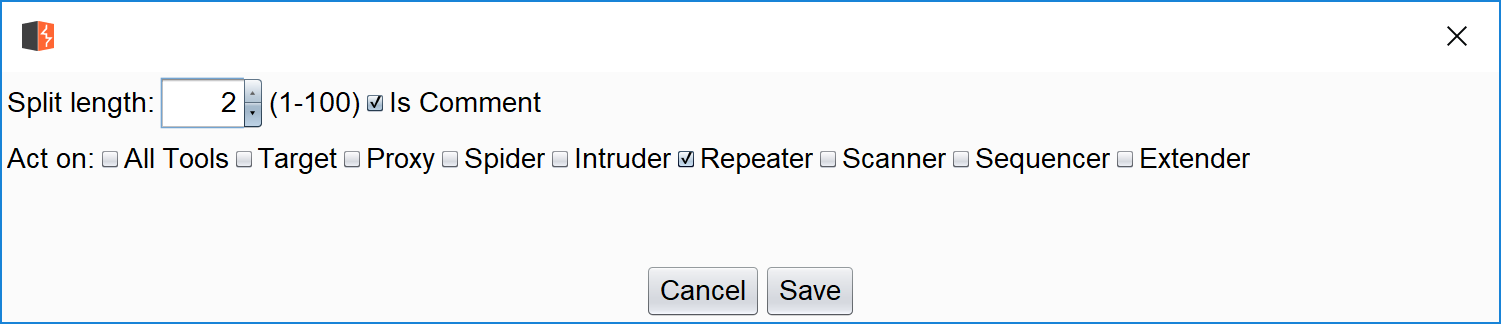 Split length: 2 (1-100) Is Comment
Act on: All Tools Target Proxy Spider Intruder Repeater Scanner Sequencer Extender
Cancel Save